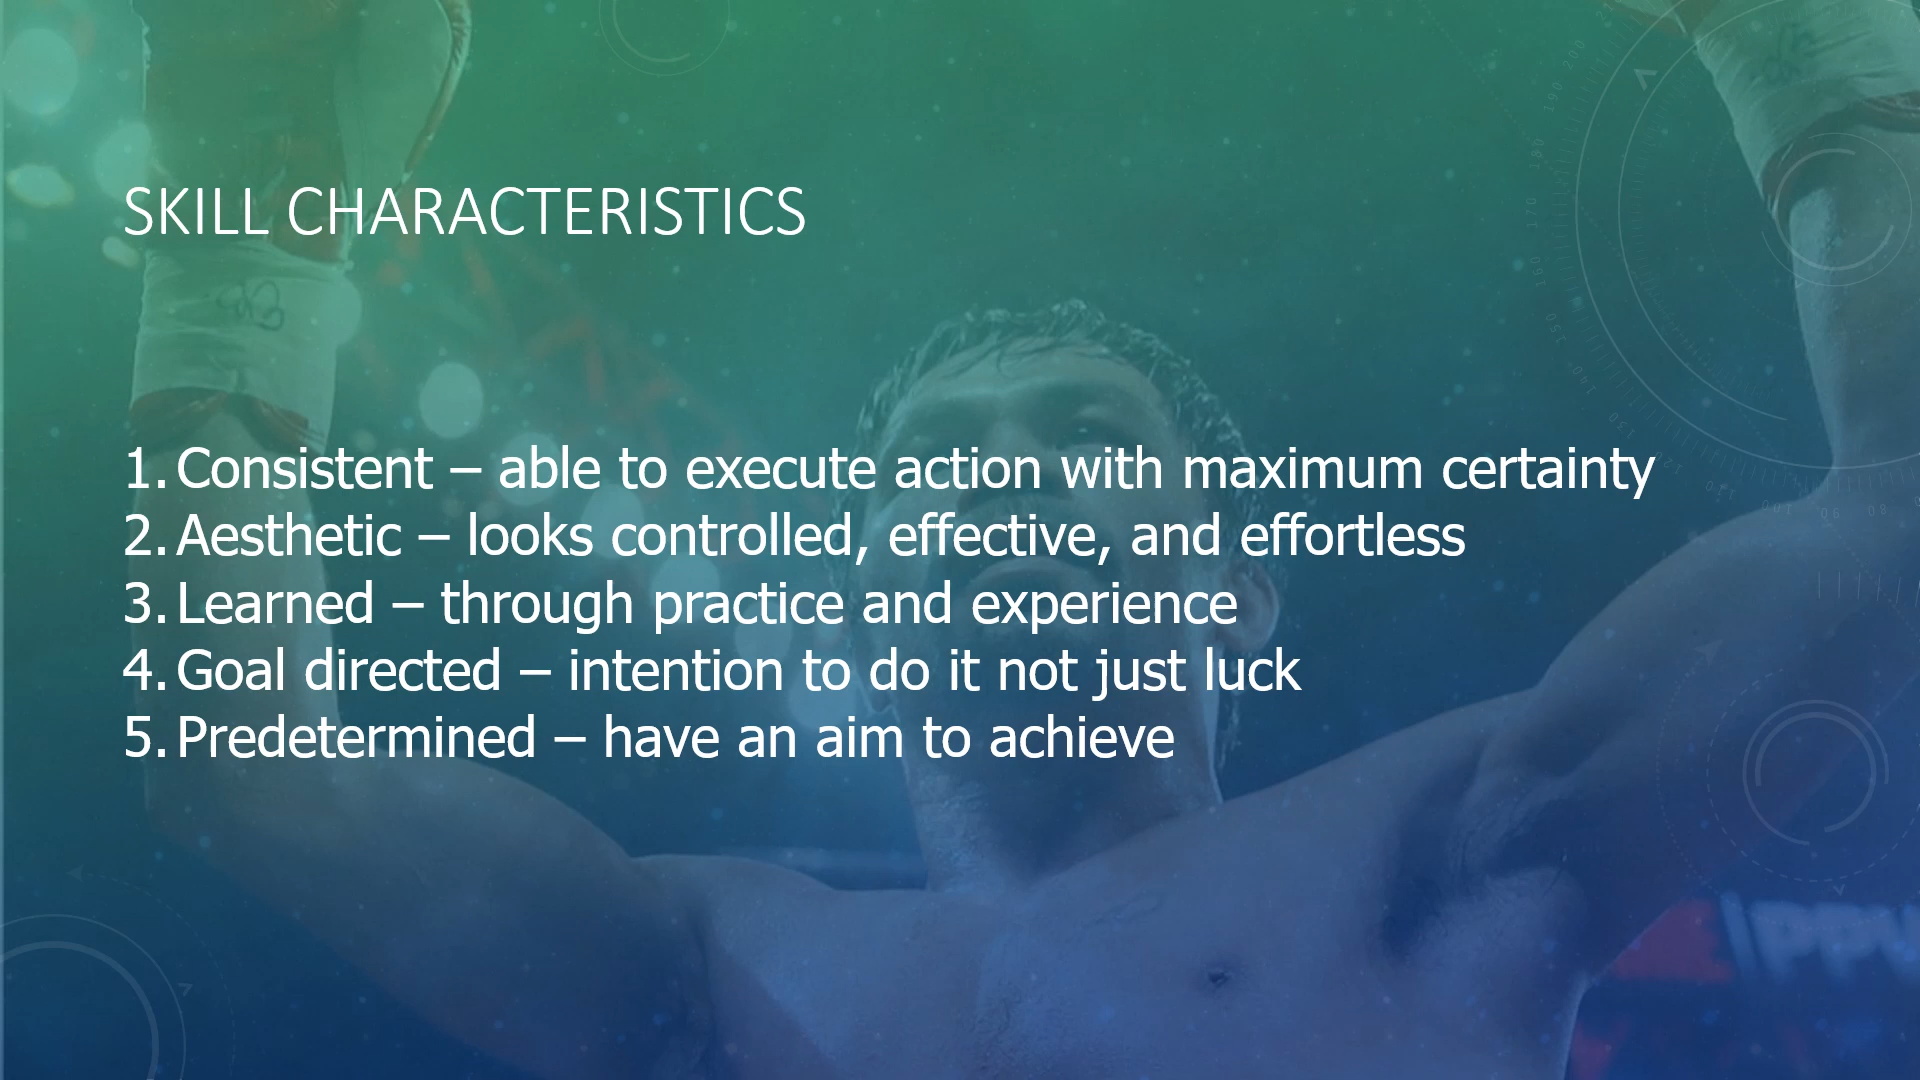 SKILL CHARACTERISTICS
1. Consistent – able to execute action with maximum certainty
2. Aesthetic – looks controlled, effective, and effortless
3. Learned – through practice and experience
4. Goal directed – intention to do it not just luck
5. Predetermined – have an aim to achieve